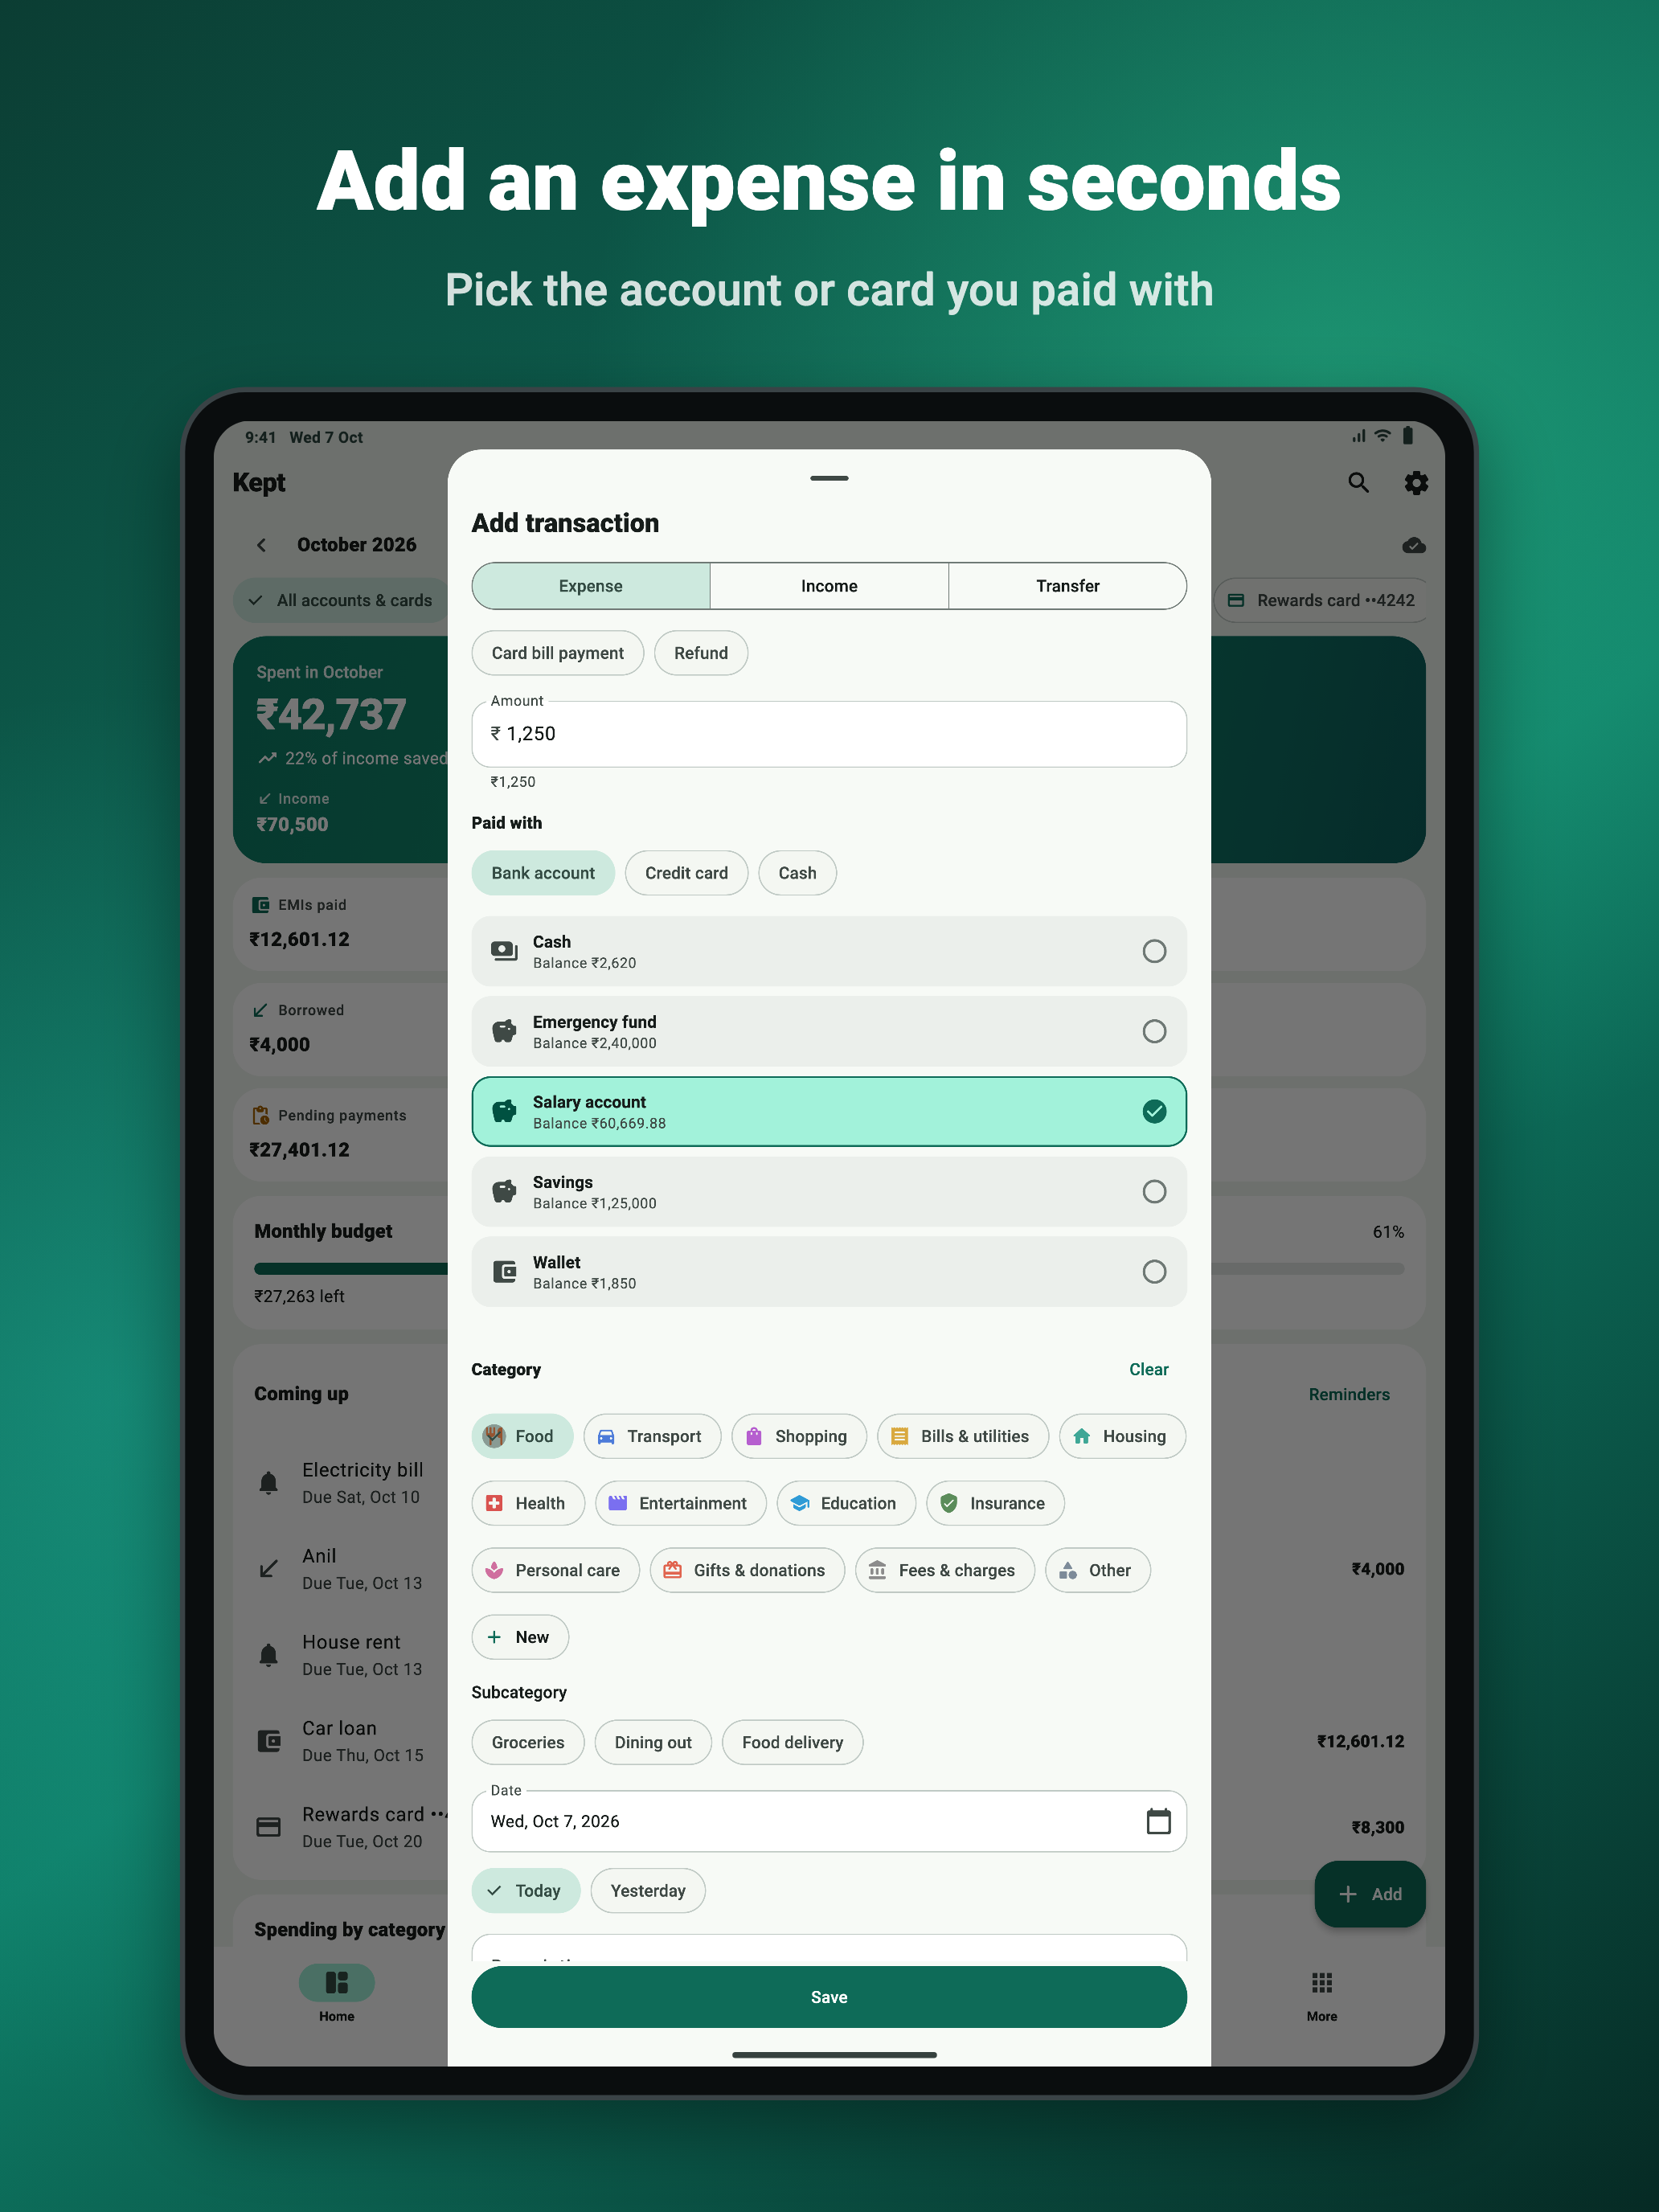 Add an expense in seconds
Pick the account or card you paid with
9:41 Wed 7 Oct
Kept
October 2026
All accounts & cards
Rewards card ••4242
Spent in October
₹42,737
22% of income saved
Income
₹70,500
EMIs paid
₹12,601.12
Borrowed
₹4,000
Pending payments
₹27,401.12
Monthly budget
61%
₹27,263 left
Coming up
Reminders
Electricity bill
Due Sat, Oct 10
Anil
Due Tue, Oct 13
₹4,000
House rent
Due Tue, Oct 13
Car loan
Due Thu, Oct 15
₹12,601.12
Rewards card ••
Due Tue, Oct 20
₹8,300
Add
Spending by category
Home
More
Add transaction
Expense Income Transfer
Card bill payment Refund
Amount
₹ 1,250
₹1,250
Paid with
Bank account Credit card Cash
Cash
Balance ₹2,620
Emergency fund
Balance ₹2,40,000
Salary account
Balance ₹60,669.88
Savings
Balance ₹1,25,000
Wallet
Balance ₹1,850
Category Clear
Food Transport Shopping Bills & utilities Housing
Health Entertainment Education Insurance
Personal care Gifts & donations Fees & charges Other
+ New
Subcategory
Groceries Dining out Food delivery
Date
Wed, Oct 7, 2026
Today Yesterday
Save